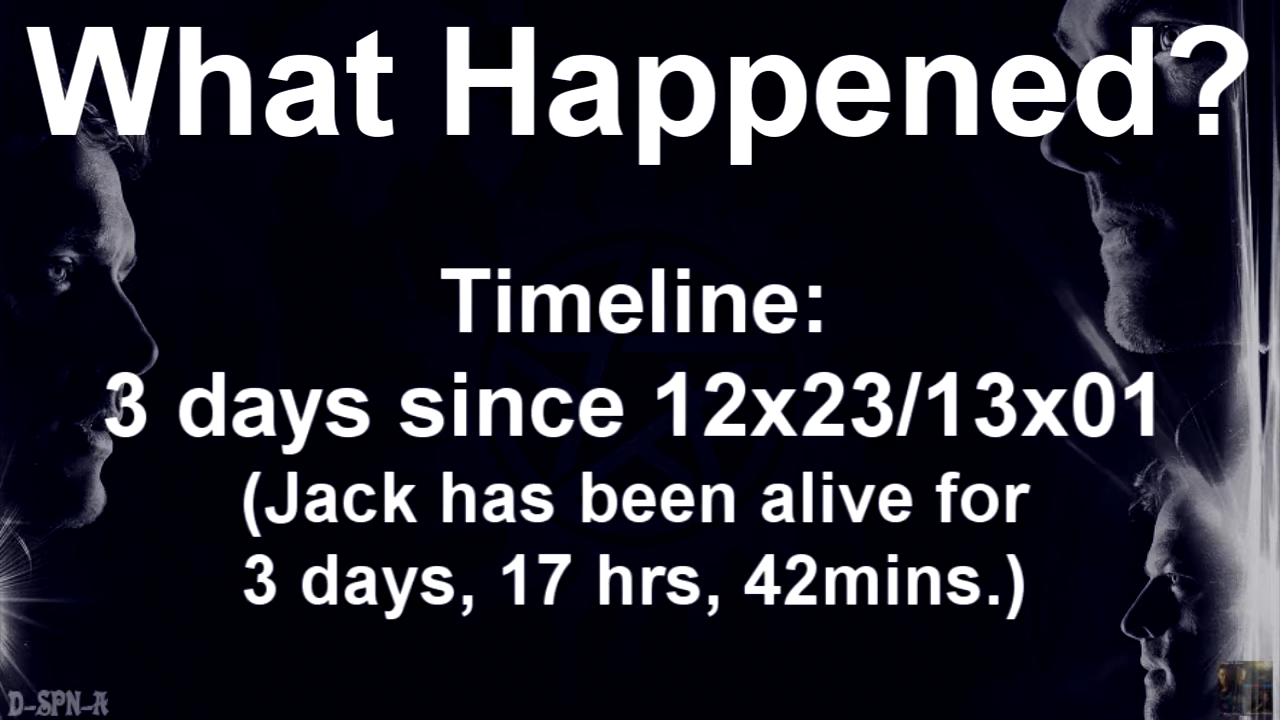 What Happened?
Timeline:
3 days since 12x23/13x01
(Jack has been alive for
3 days, 17 hrs, 42mins.)
D-SPN-A